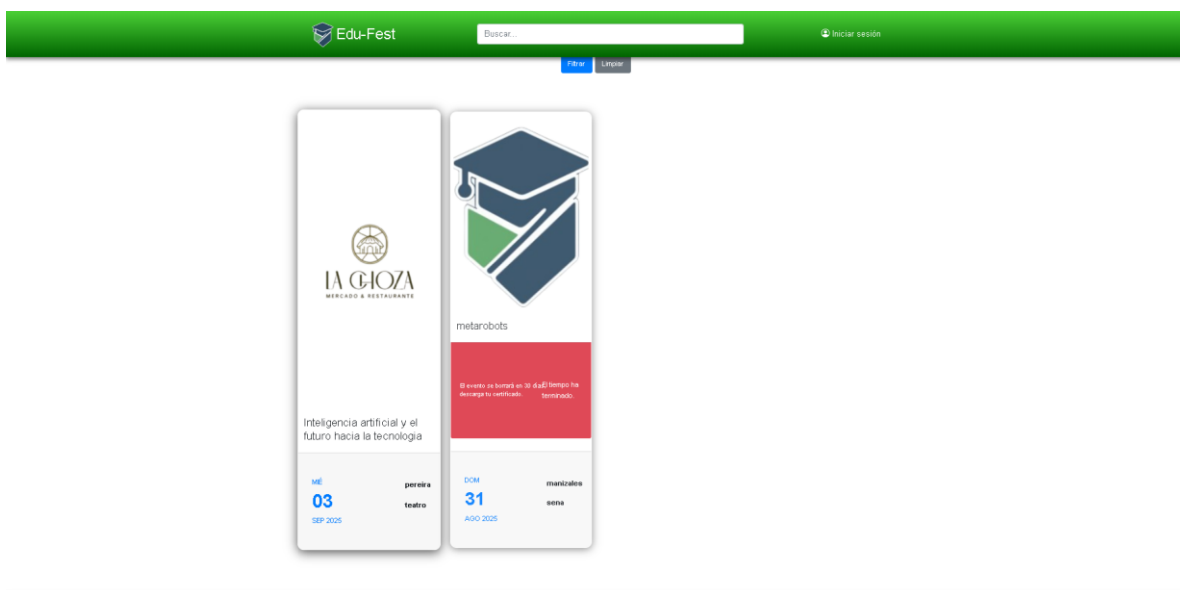 Edu-Fest
Buscar...
Iniciar sesión
Filtrar
Limpiar
LA CHOZA
MERCADO & RESTAURANTE
Inteligencia artificial y el
futuro hacia la tecnologia
MIÉ
03
SEP 2025
pereira
teatro
metarobots
El evento se borrará en 30 días
descarga tu certificado.
El tiempo ha
terminado.
DOM
31
AGO 2025
manizales
sena